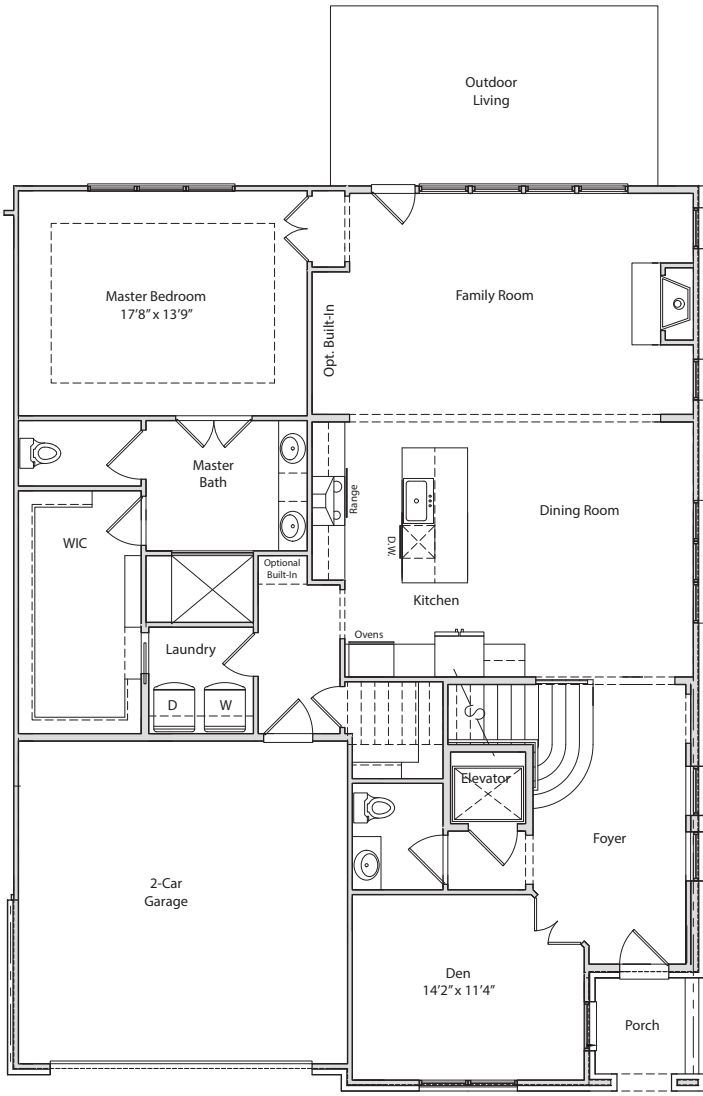 Outdoor
Living
Master Bedroom
17'8" x 13'9"
Opt. Built-In
Family Room
Master
Bath
Range
Dining Room
WIC
D.W.
Kitchen
Optional
Built-In
Ovens
Laundry
D
W
Elevator
Foyer
2-Car
Garage
Den
14'2" x 11'4"
Porch